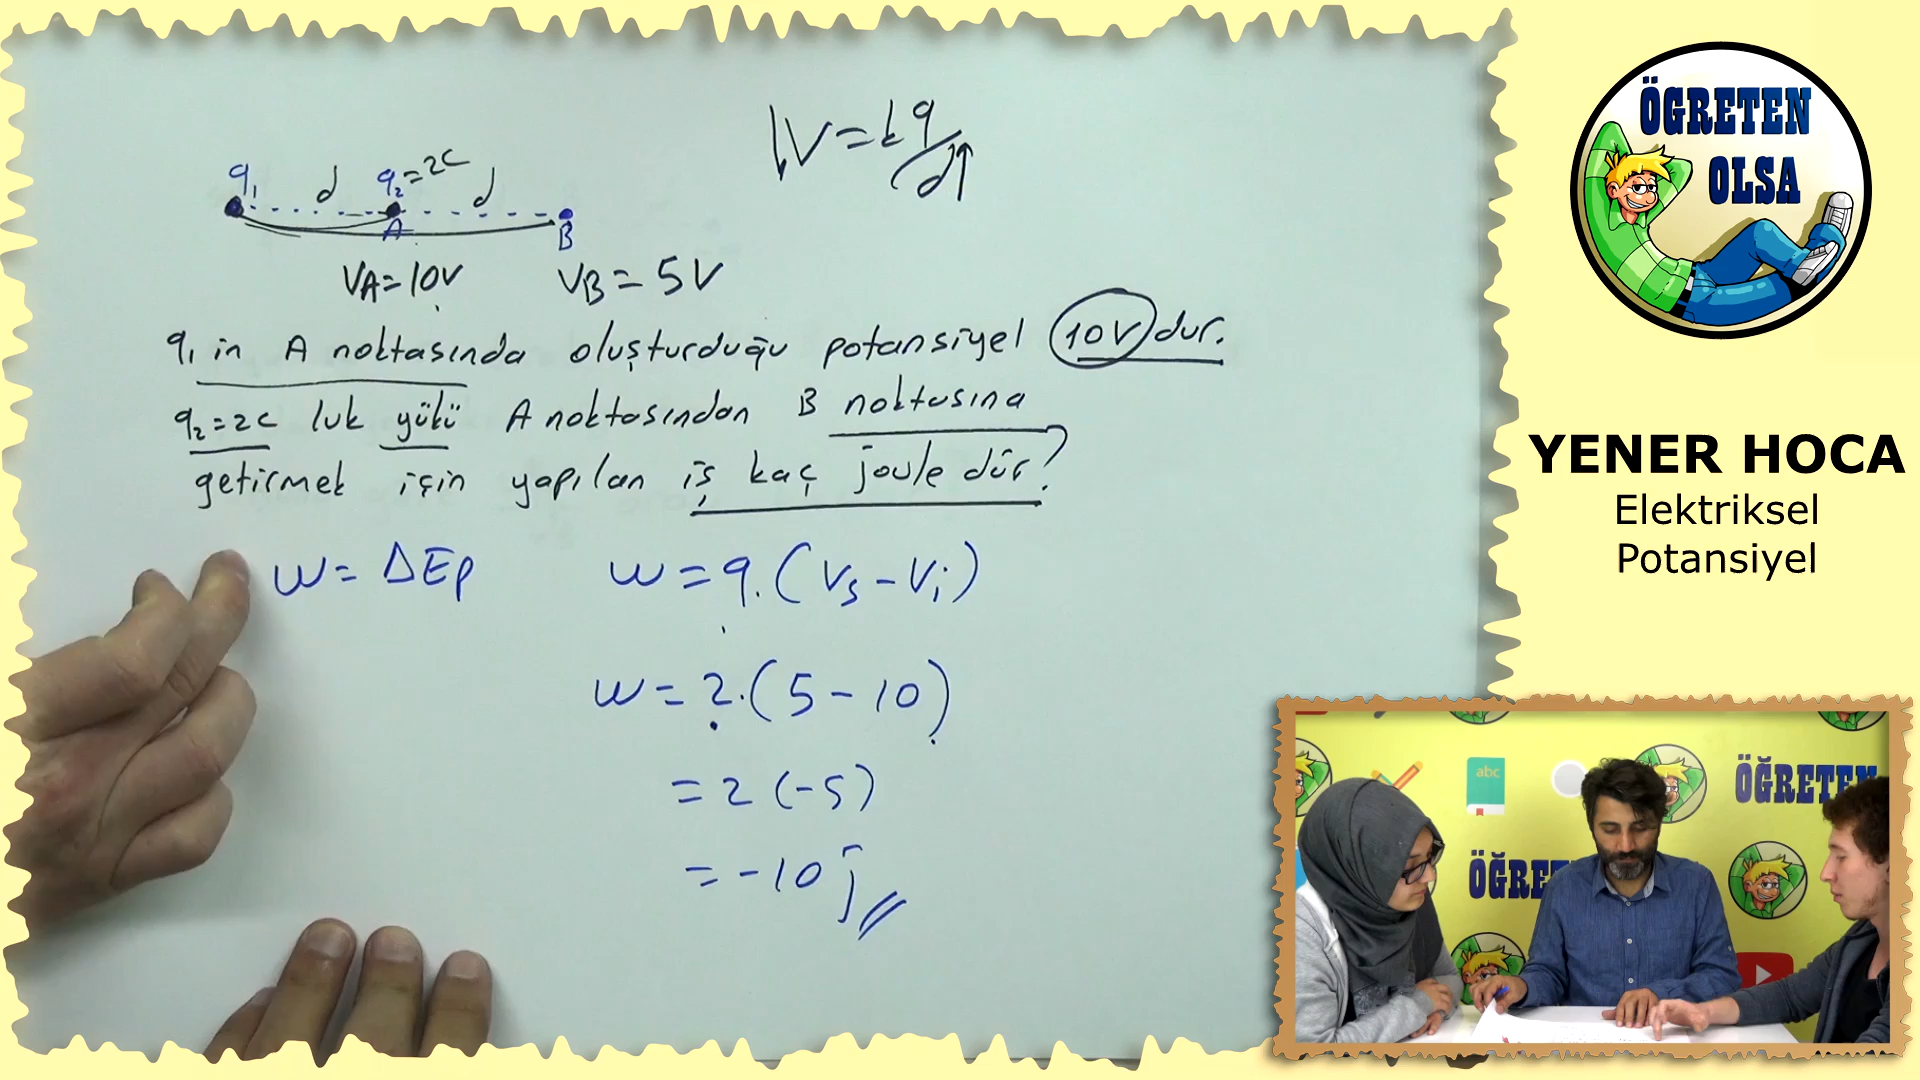 V = k q/d
q₁ d q₂ = 2C d
A B
VA = 10V VB = 5V
q₁ in A noktasında oluşturduğu potansiyel 10V dur.
q₂ = 2C luk yükü A noktasından B noktasına
getirmek için yapılan iş kaç joule dür?
W = ΔEp W = q.(Vs - Vi)
W = 2.(5 - 10)
= 2 (-5)
= -10 j
ÖGRETEN
OLSA
YENER HOCA
Elektriksel
Potansiyel
abc
ÖĞRETEN
ÖĞRE